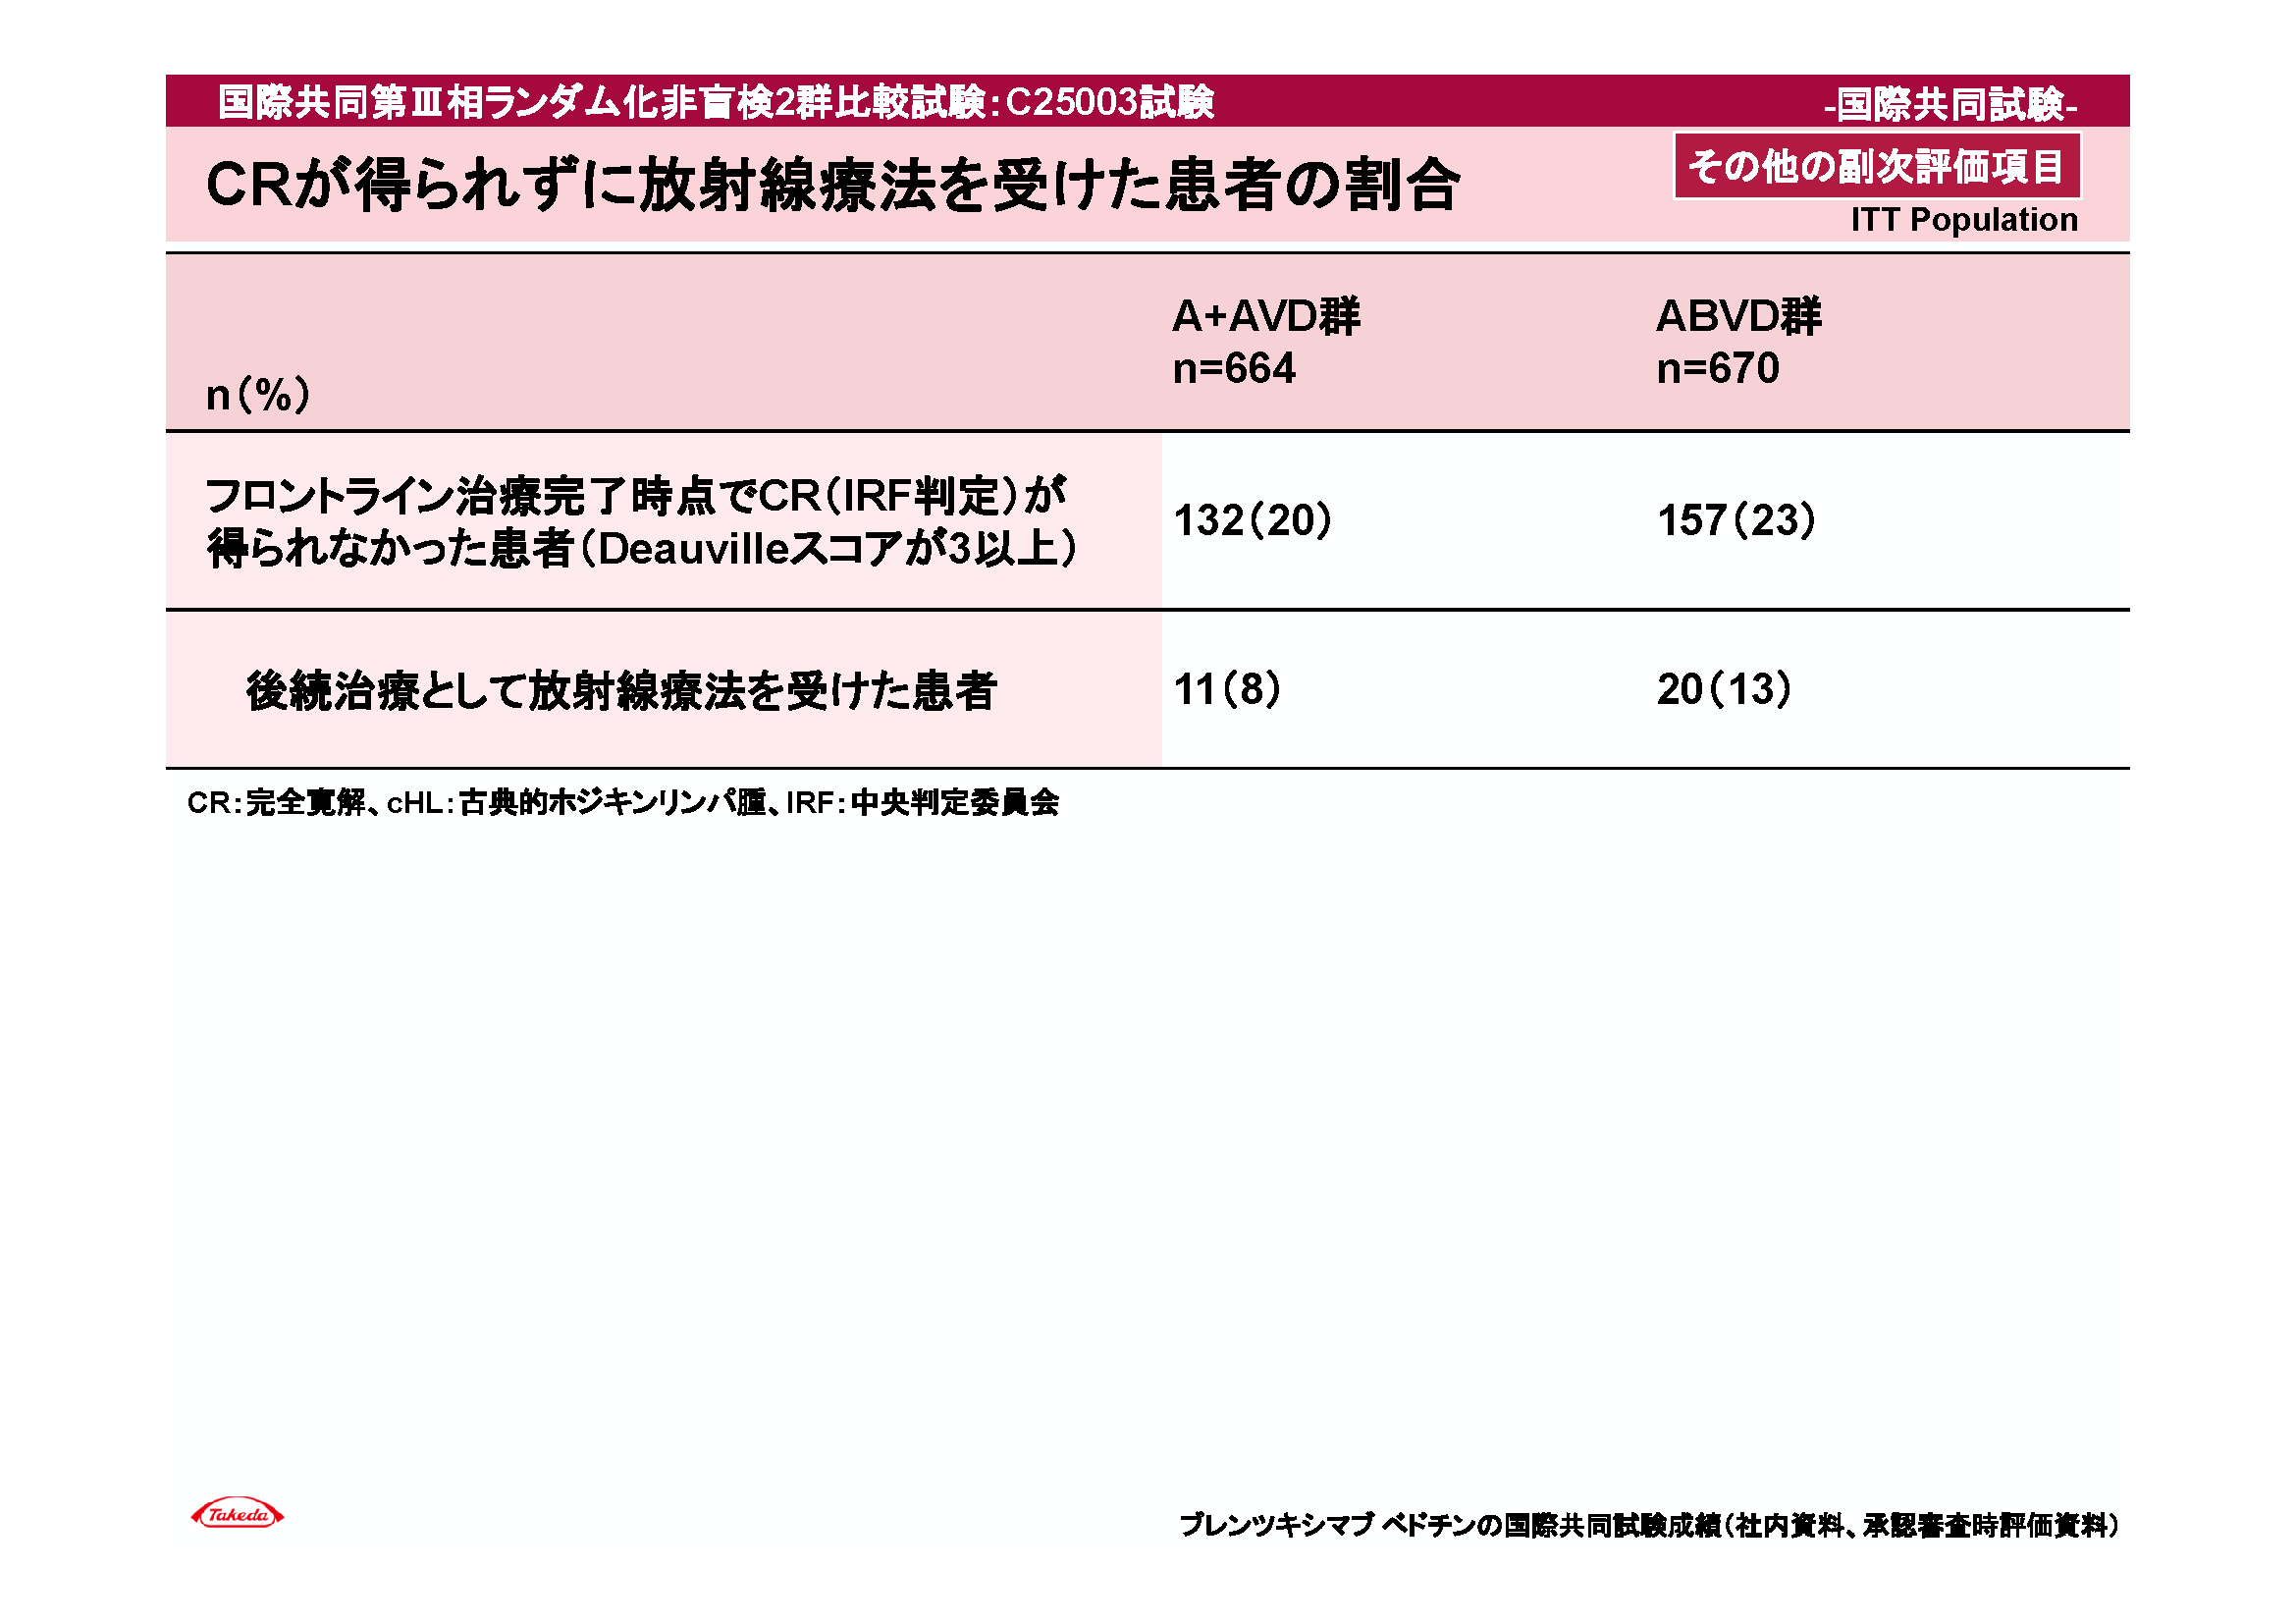 国際共同第Ⅲ相ランダム化非盲検2群比較試験：C25003試験
-国際共同試験-
CRが得られずに放射線療法を受けた患者の割合
その他の副次評価項目
ITT Population
n（%）
A+AVD群
n=664
ABVD群
n=670
フロントライン治療完了時点でCR（IRF判定）が
得られなかった患者（Deauvilleスコアが3以上）
132（20）
157（23）
後続治療として放射線療法を受けた患者
11（8）
20（13）
CR：完全寛解、cHL：古典的ホジキンリンパ腫、IRF：中央判定委員会
Takeda
ブレンツキシマブ ベドチンの国際共同試験成績（社内資料、承認審査時評価資料）